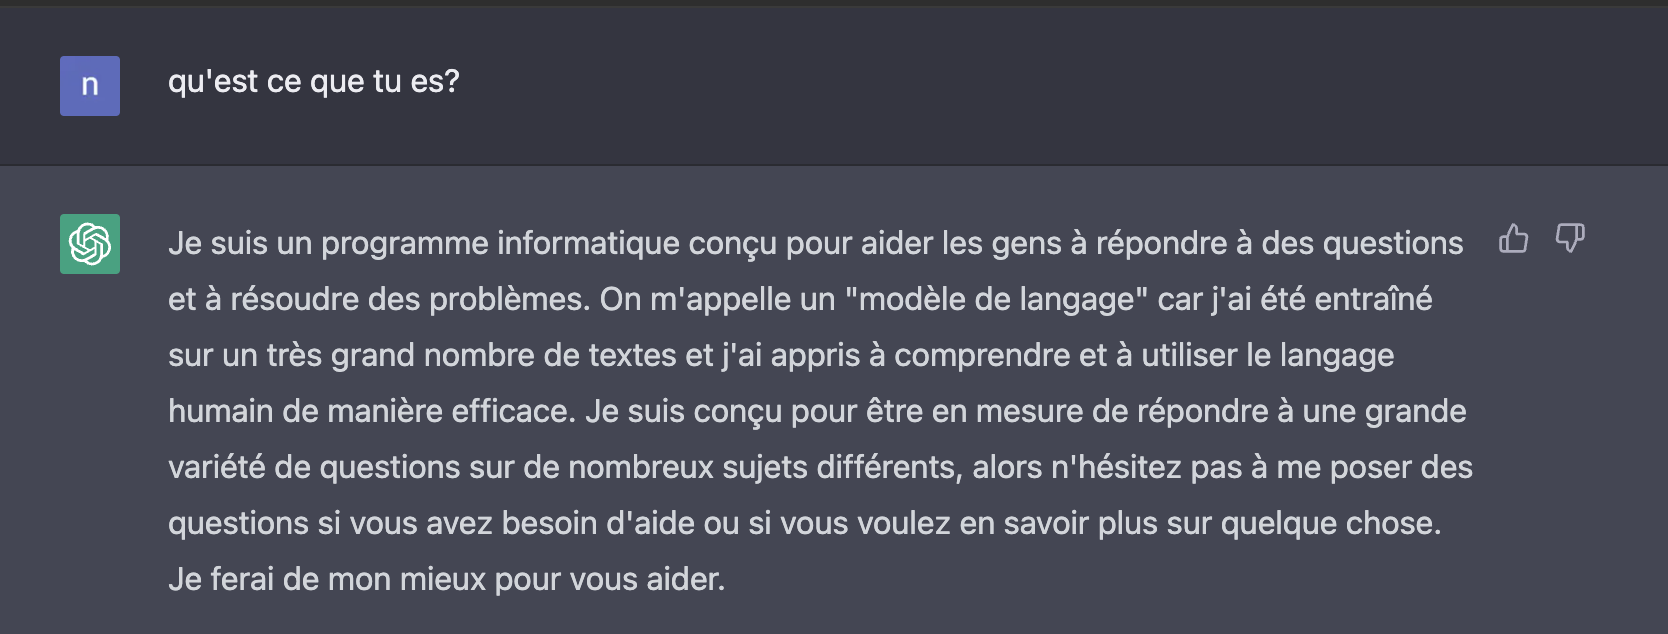 n
qu'est ce que tu es?
Je suis un programme informatique conçu pour aider les gens à répondre à des questions
et à résoudre des problèmes. On m'appelle un "modèle de langage" car j'ai été entraîné
sur un très grand nombre de textes et j'ai appris à comprendre et à utiliser le langage
humain de manière efficace. Je suis conçu pour être en mesure de répondre à une grande
variété de questions sur de nombreux sujets différents, alors n'hésitez pas à me poser des
questions si vous avez besoin d'aide ou si vous voulez en savoir plus sur quelque chose.
Je ferai de mon mieux pour vous aider.